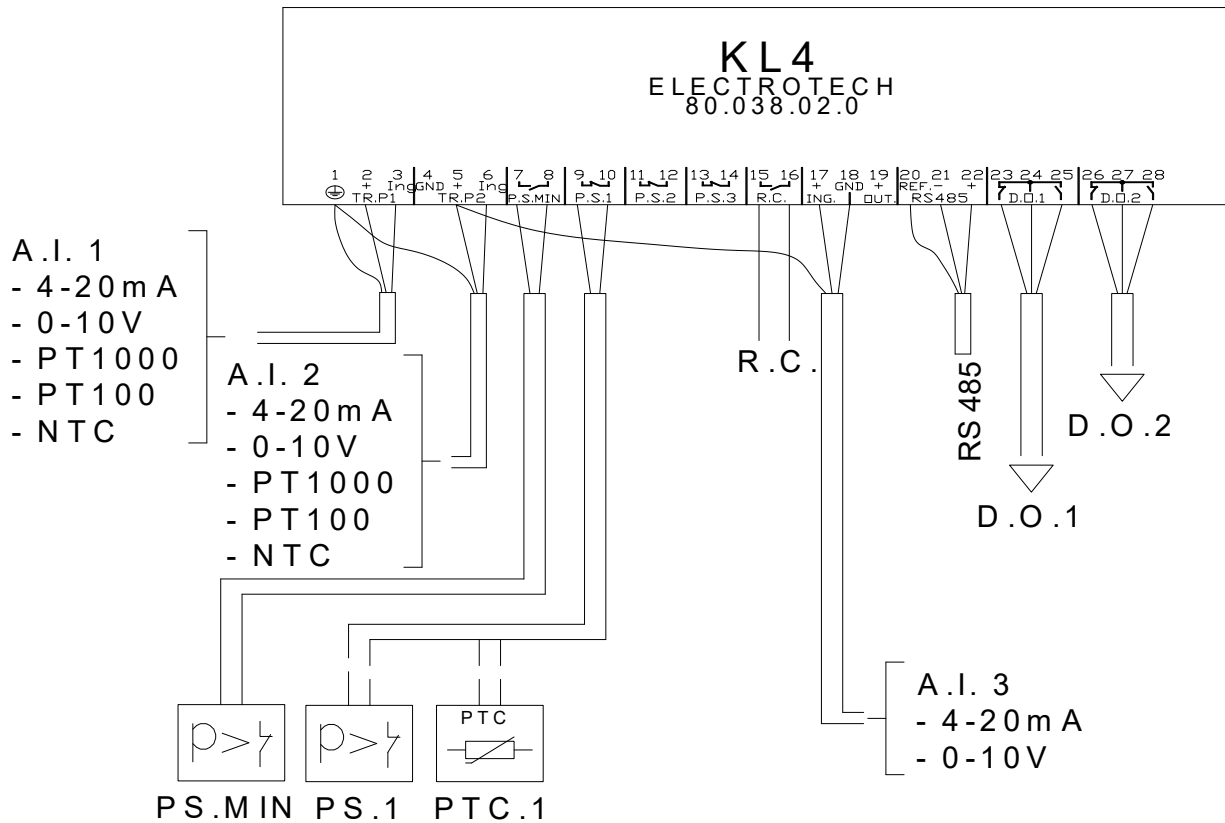 KL4
ELECTROTECH
80.038.02.0
1 2 3 4 5 6 7 8 9 10 11 12 13 14 15 16 17 18 19 20 21 22 23 24 25 26 27 28
+ Ing GND + Ing + GND + REF. - +
TR.P1 TR.P2 P.S.MIN P.S.1 P.S.2 P.S.3 R.C. ING. OUT. RS485 D.O.1 D.O.2
A.I. 1
- 4-20mA
- 0-10V
- PT1000
- PT100
- NTC
A.I. 2
- 4-20mA
- 0-10V
- PT1000
- PT100
- NTC
R.C.
RS 485
D.O.2
D.O.1
A.I. 3
- 4-20mA
- 0-10V
PTC
PS.MIN PS.1 PTC.1